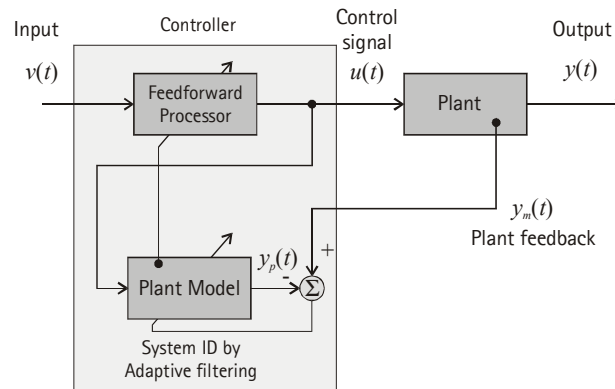 Input
Controller
Control
signal
Output
v(t)
u(t)
y(t)
Feedforward
Processor
Plant
y_m(t)
Plant feedback
y_p(t)
+
-
Σ
Plant Model
System ID by
Adaptive filtering